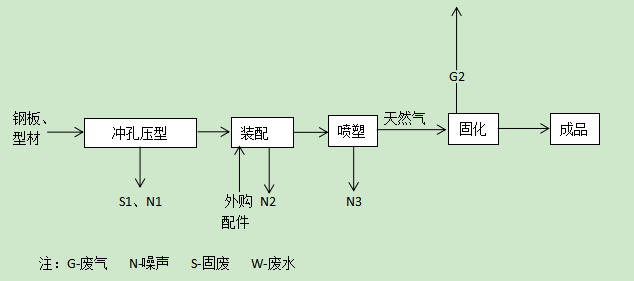 G2
钢板、
型材
冲孔压型
装配
喷塑
天然气
固化
成品
S1、N1
外购
配件
N2
N3
注：G-废气 N-噪声 S-固废 W-废水